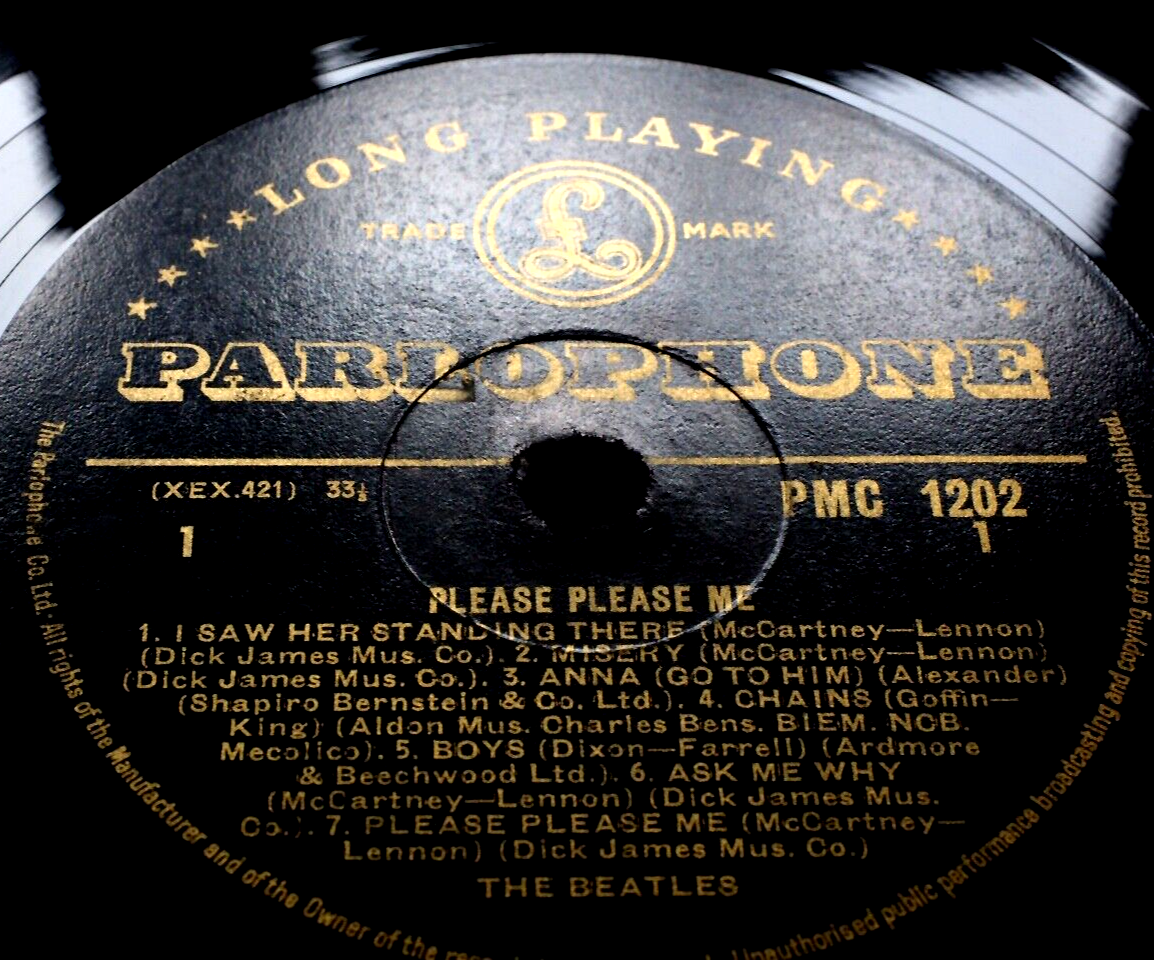 ★★★★ LONG PLAYING ★★★★
TRADE £ MARK
PARLOPHONE
(XEX.421) 33⅓
PMC 1202
1
1
PLEASE PLEASE ME
1. I SAW HER STANDING THERE (McCartney—Lennon)
(Dick James Mus. Co.). 2. MISERY (McCartney—Lennon)
(Dick James Mus. Co.). 3. ANNA (GO TO HIM) (Alexander)
(Shapiro Bernstein & Co. Ltd.). 4. CHAINS (Goffin—
King) (Aldon Mus. Charles Bens. BIEM. NCB.
Mecolico). 5. BOYS (Dixon—Farrell) (Ardmore
& Beechwood Ltd.). 6. ASK ME WHY
(McCartney—Lennon) (Dick James Mus.
Co.). 7. PLEASE PLEASE ME (McCartney—
Lennon) (Dick James Mus. Co.)
THE BEATLES
The Parlophone Co. Ltd. All rights of the Manufacturer and of the Owner of the
Unauthorised public performance broadcasting and copying of this record prohibited.